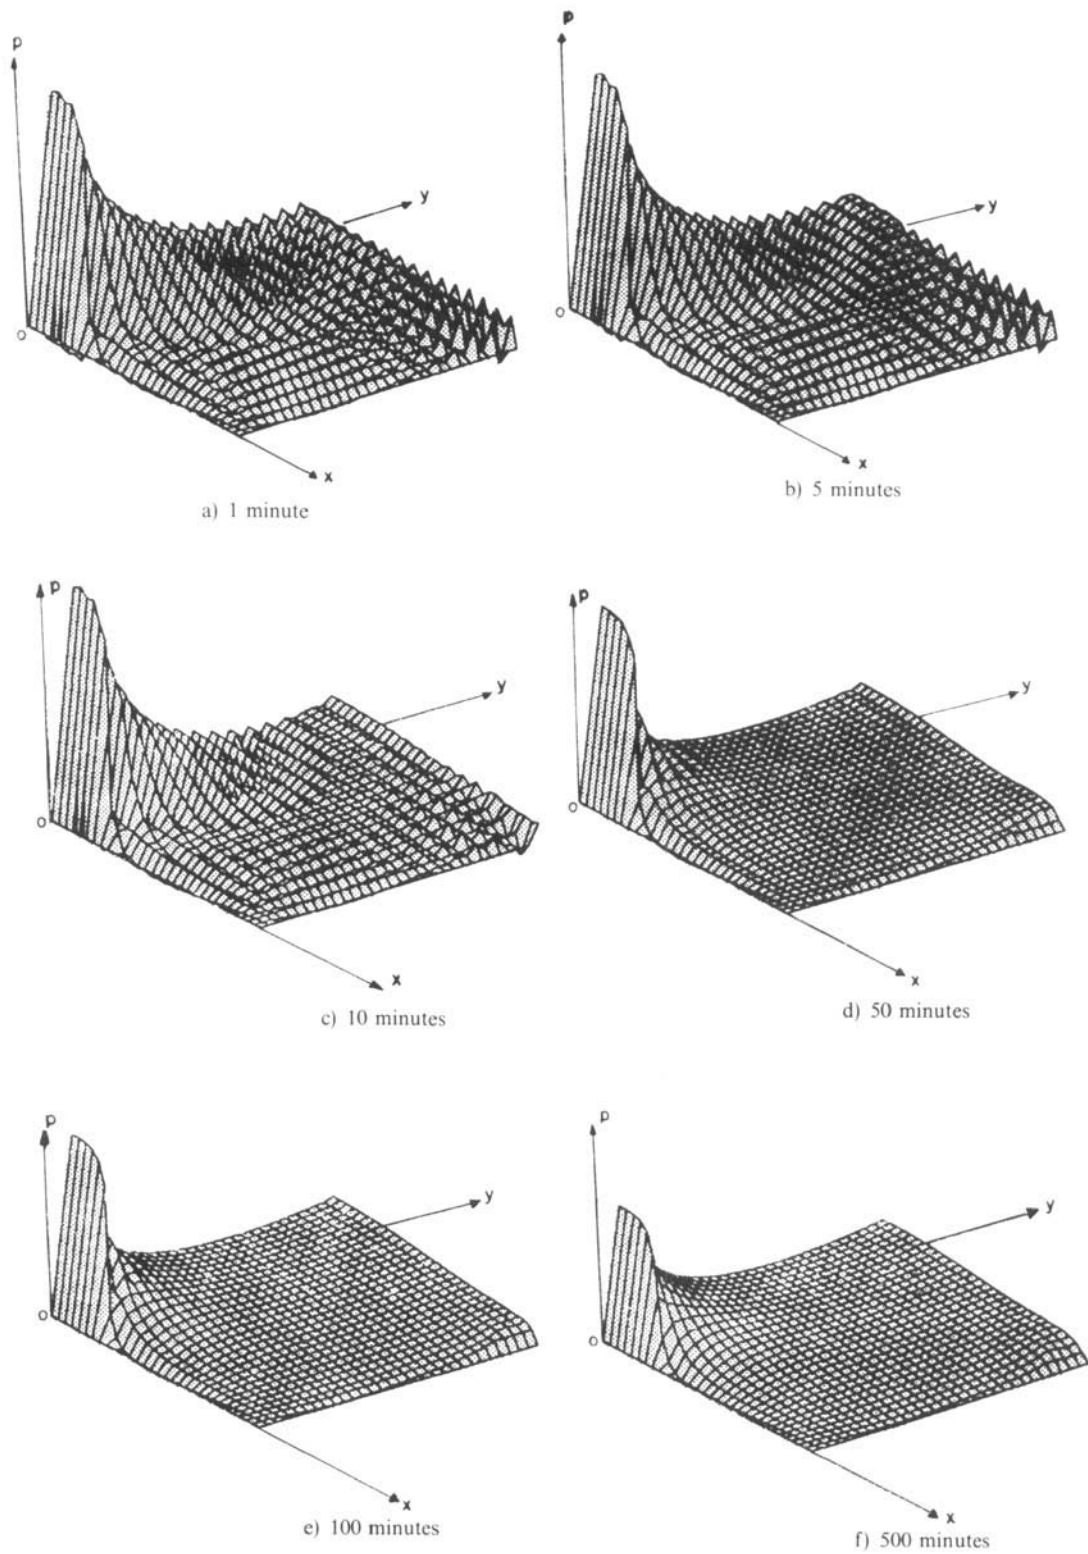 p
y
o
x
a) 1 minute
p
y
o
x
b) 5 minutes
p
y
o
x
c) 10 minutes
p
y
o
x
d) 50 minutes
p
y
o
x
e) 100 minutes
p
y
o
x
f) 500 minutes